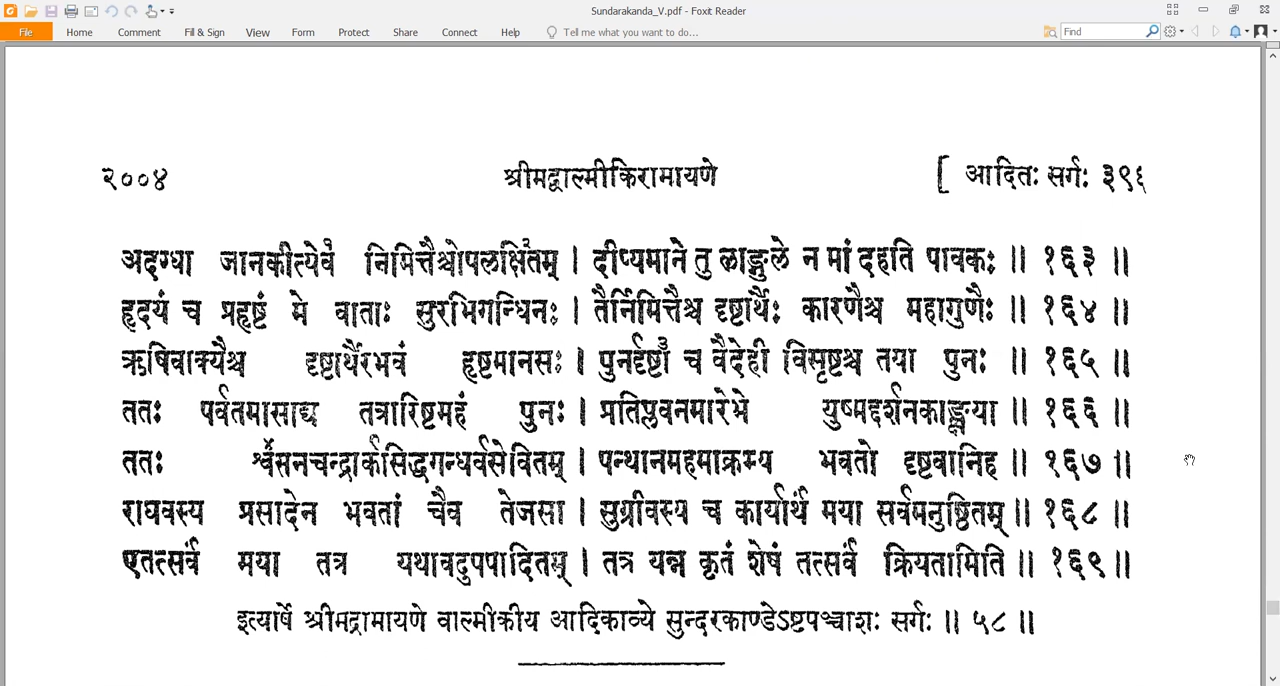 Sundarakanda_V.pdf - Foxit Reader
File Home Comment Fill & Sign View Form Protect Share Connect Help Tell me what you want to do... Find
२००४ श्रीमद्वाल्मीकिरामायणे [ आदितः सर्गः ३९६
अदग्धा जानकीत्येवं निमित्तैश्चोपलक्षितम् । दीप्यमाने तु लाङ्गूले न मां दहति पावकः ॥ १६३ ॥
हृदयं च प्रहृष्टं मे वाताः सुरभिगन्धिनः । तैर्निमित्तैश्च दृष्टार्थैः कारणैश्च महागुणैः ॥ १६४ ॥
ऋषिवाक्यैश्च दृष्टार्थैरभवं हृष्टमानसः । पुनर्दृष्टा च वैदेही विसृष्टश्च तया पुनः ॥ १६५ ॥
ततः पर्वतमासाद्य तत्रारिष्टमहं पुनः । प्रतिप्लवनमारेभे युष्मद्दर्शनकाङ्क्षया ॥ १६६ ॥
ततः श्वसनचन्द्रार्कसिद्धगन्धर्वसेवितम् । पन्थानमहमाक्रम्य भवतो दृष्टवानिह ॥ १६७ ॥
राघवस्य प्रसादेन भवतां चैव तेजसा । सुग्रीवस्य च कार्यार्थं मया सर्वमनुष्ठितम् ॥ १६८ ॥
एतत्सर्वं मया तत्र यथावदुपपादितम् । तत्र यन्न कृतं शेषं तत्सर्वं क्रियतामिति ॥ १६९ ॥
इत्यार्षे श्रीमद्रामायणे वाल्मीकीय आदिकाव्ये सुन्दरकाण्डेऽष्टपञ्चाशः सर्गः ॥ ५८ ॥